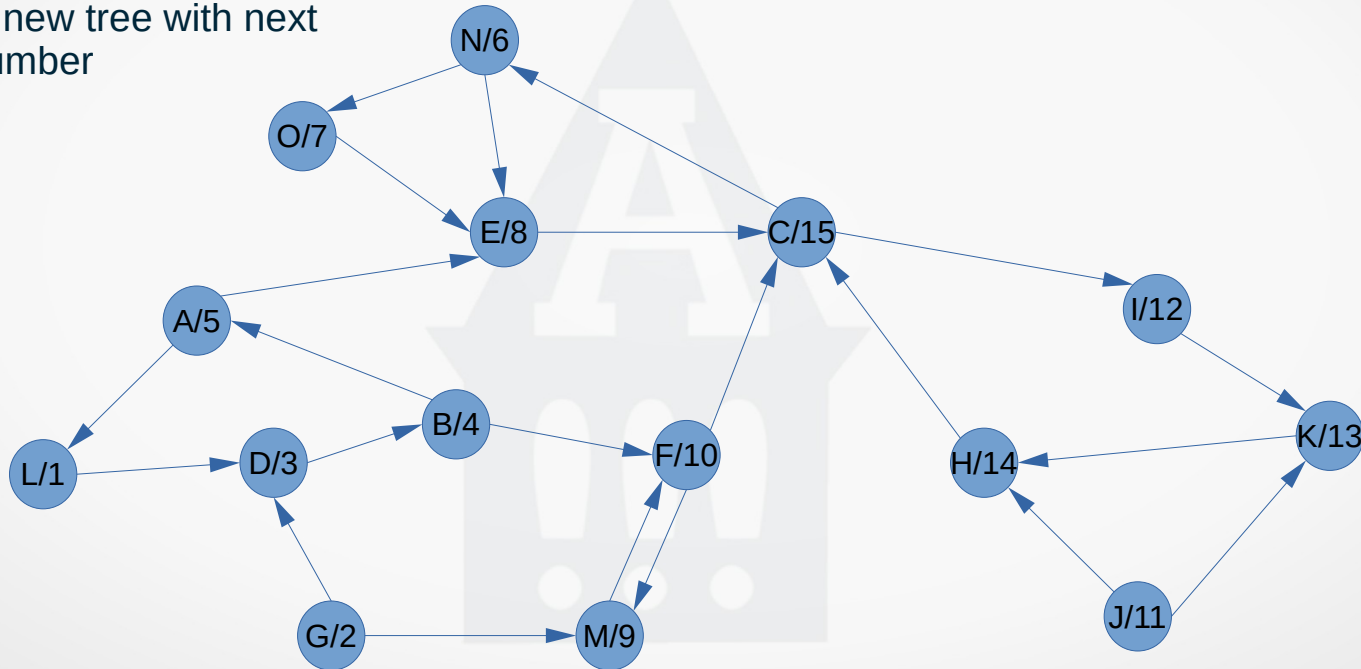 new tree with next
N/6
O/7
E/8
C/15
I/12
A/5
B/4
K/13
F/10
H/14
D/3
L/1
J/11
G/2
M/9